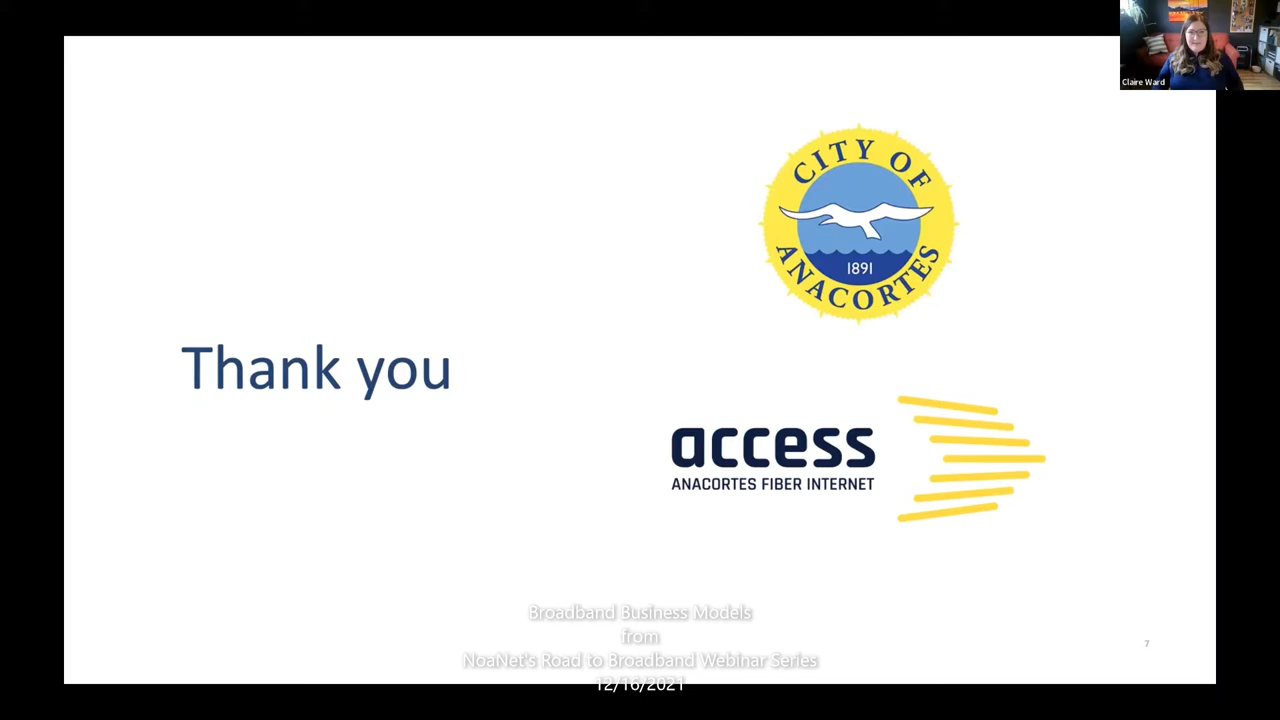 Claire Ward
CITY OF
ANACORTES
1891
Thank you
access
ANACORTES FIBER INTERNET
Broadband Business Models
from
NoaNet's Road to Broadband Webinar Series
12/16/2021
7